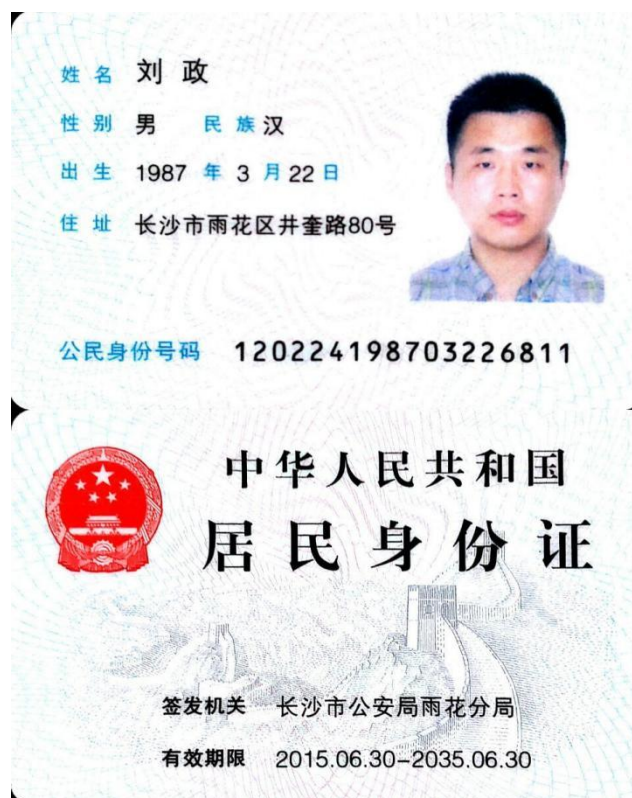 姓名 刘政
性别 男 民族 汉
出生 1987 年 3 月 22 日
住址 长沙市雨花区井奎路80号
公民身份号码 120224198703226811
中华人民共和国
居民身份证
签发机关 长沙市公安局雨花分局
有效期限 2015.06.30-2035.06.30